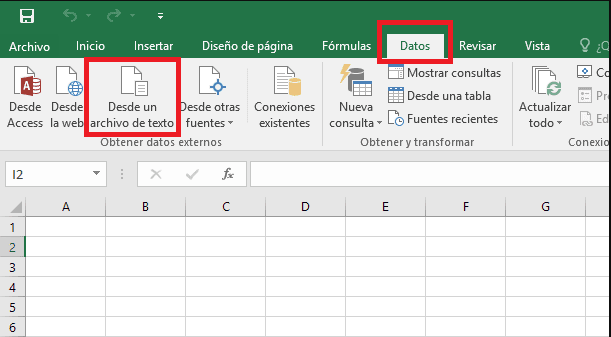 Archivo Inicio Insertar Diseño de página Fórmulas Datos Revisar Vista
Desde Access
Desde la web
Desde un archivo de texto
Desde otras fuentes
Obtener datos externos
Conexiones existentes
Nueva consulta
Mostrar consultas
Desde una tabla
Fuentes recientes
Obtener y transformar
Actualizar todo
Co
Pro
Ed
Conexio
I2 fx
A B C D E F G
1
2
3
4
5
6